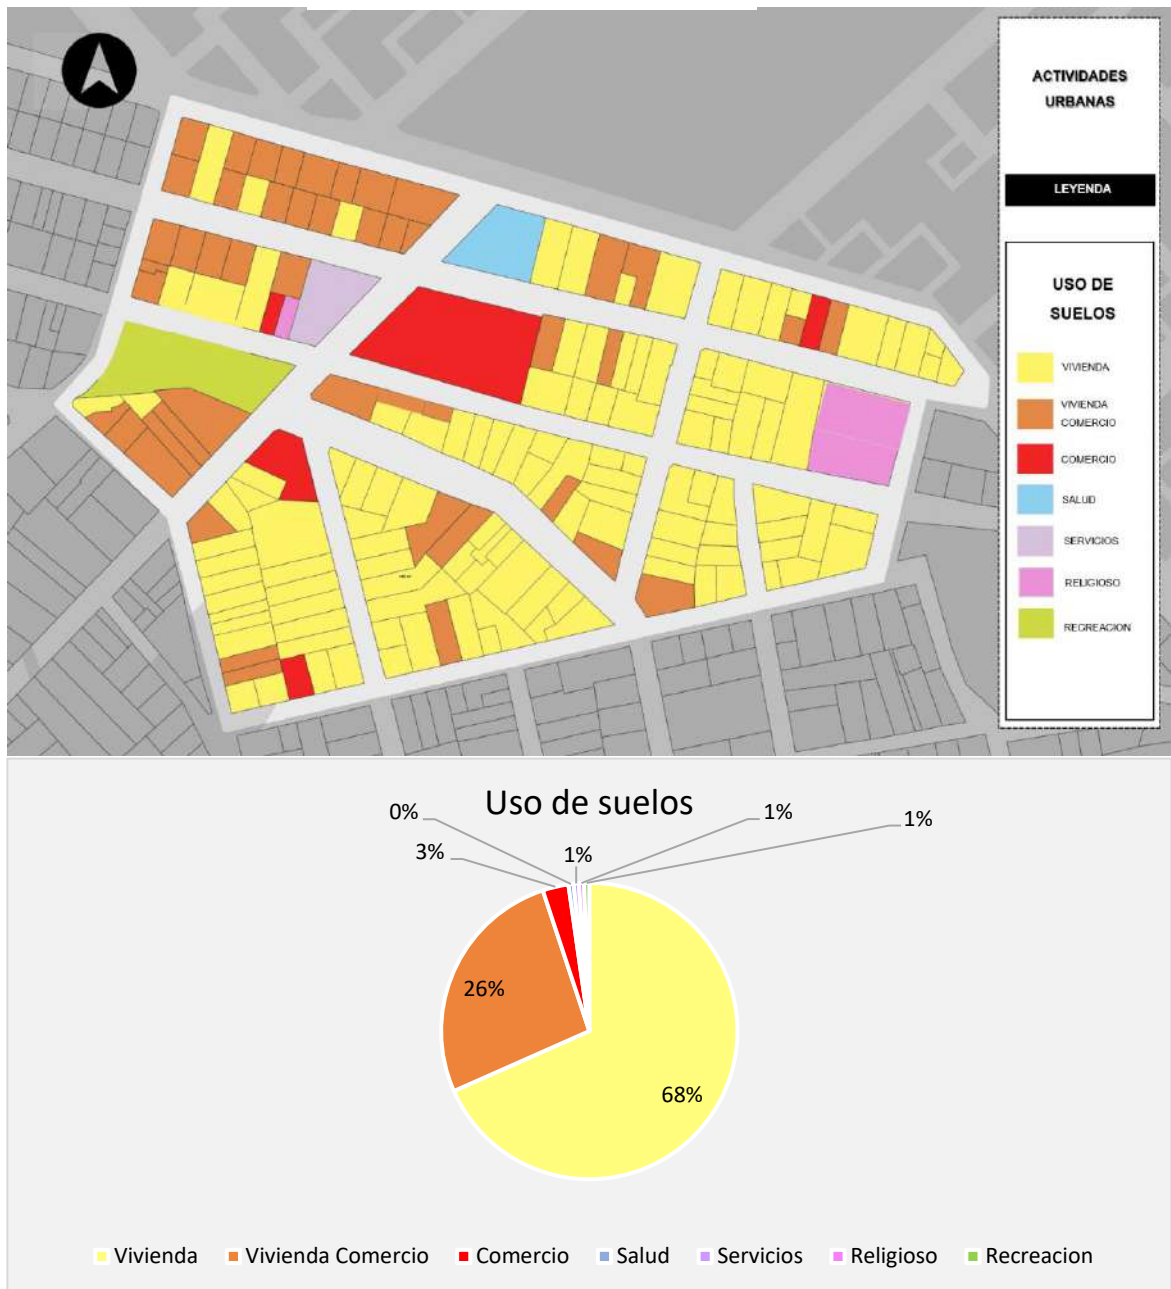 ACTIVIDADES
URBANAS
LEYENDA
USO DE
SUELOS
VIVIENDA
VIVIENDA
COMERCIO
COMERCIO
SALUD
SERVICIOS
RELIGIOSO
RECREACION
Uso de suelos
0%
1%
1%
3%
1%
26%
68%
Vivienda
Vivienda Comercio
Comercio
Salud
Servicios
Religioso
Recreacion